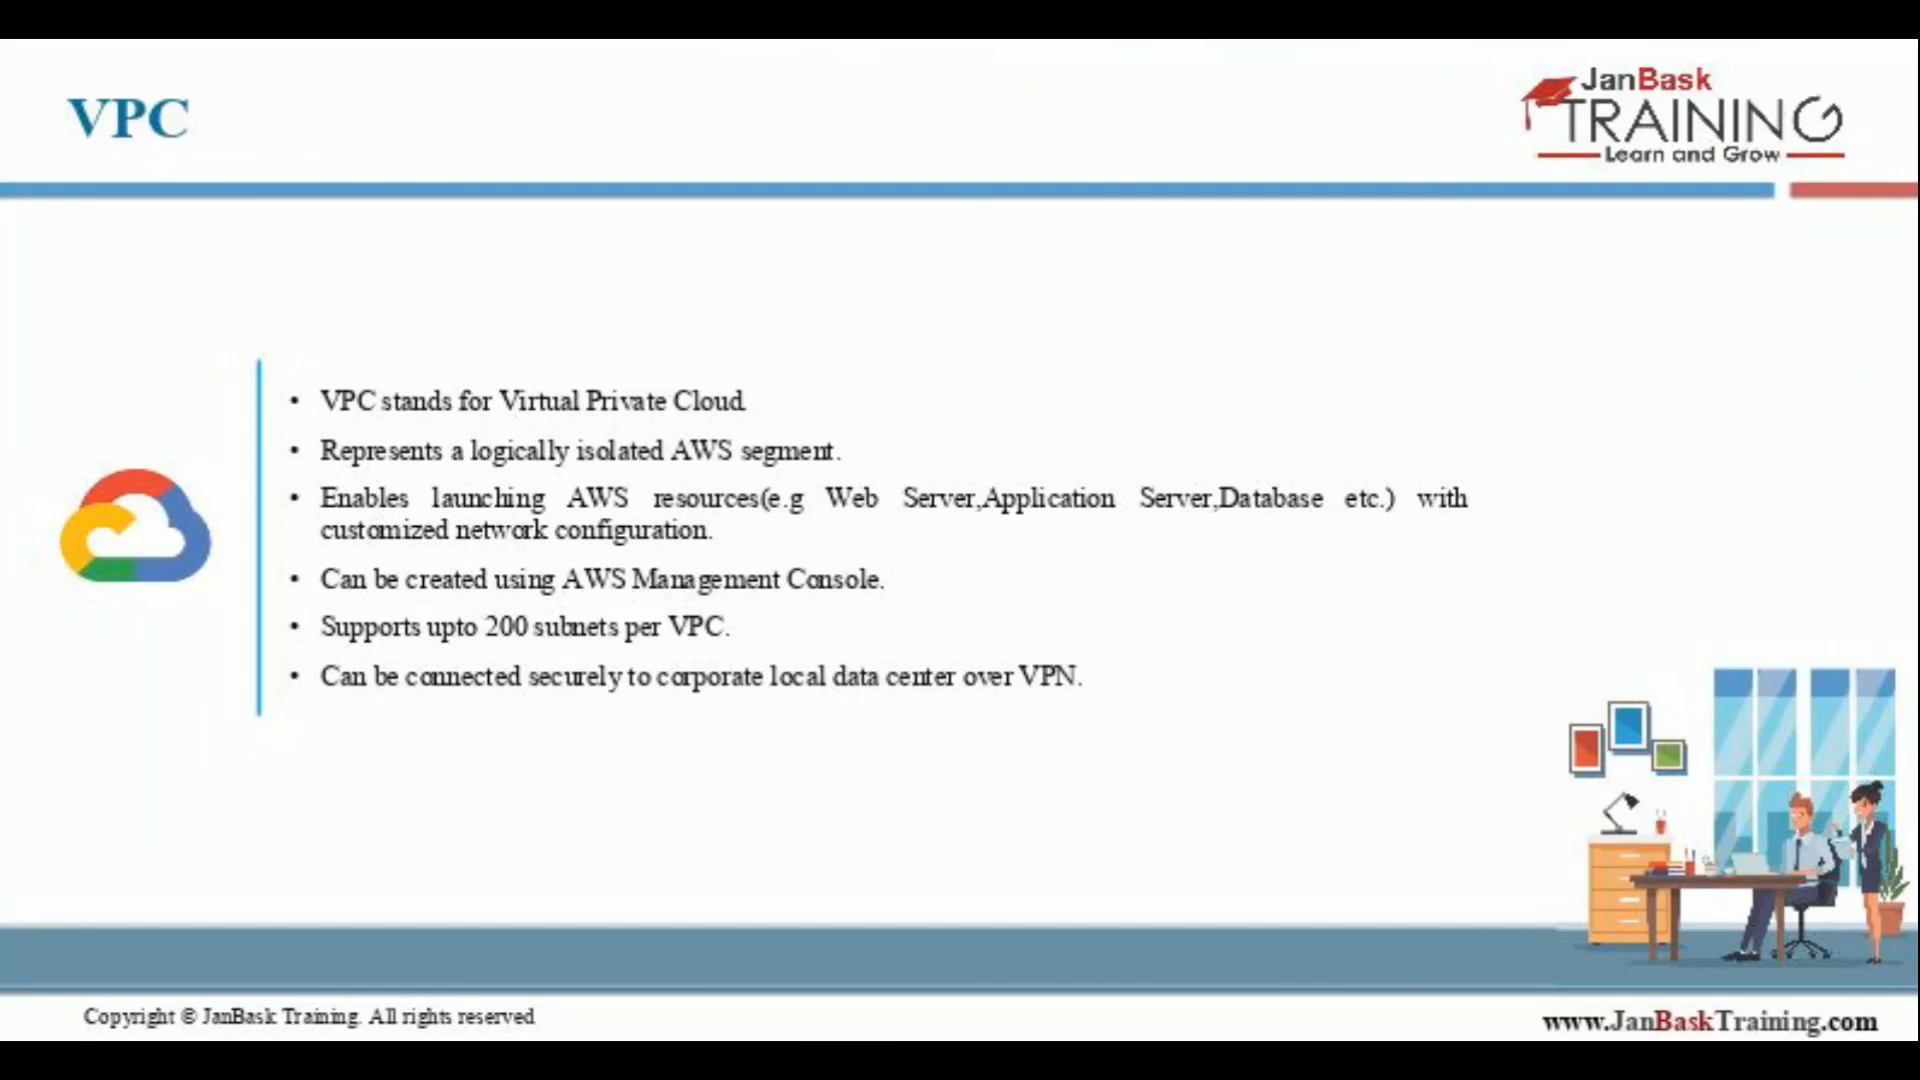 VPC
JanBask
TRAINING
Learn and Grow
• VPC stands for Virtual Private Cloud
• Represents a logically isolated AWS segment.
• Enables launching AWS resources(e.g Web Server,Application Server,Database etc.) with
customized network configuration.
• Can be created using AWS Management Console.
• Supports upto 200 subnets per VPC.
• Can be connected securely to corporate local data center over VPN.
Copyright © JanBask Training. All rights reserved
www.JanBaskTraining.com